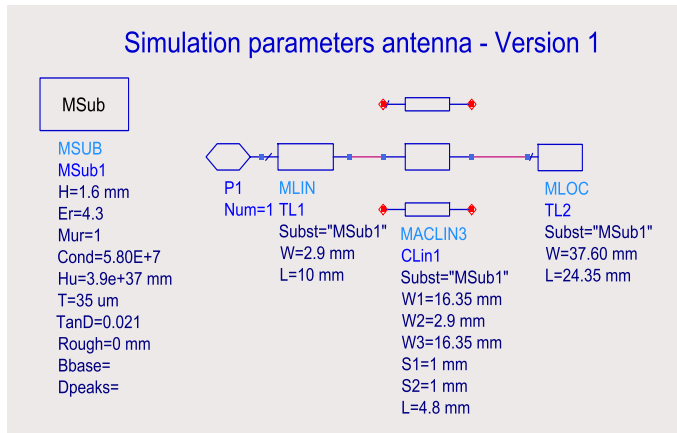 Simulation parameters antenna - Version 1
MSub
MSUB
MSub1
H=1.6 mm
Er=4.3
Mur=1
Cond=5.80E+7
Hu=3.9e+37 mm
T=35 um
TanD=0.021
Rough=0 mm
Bbase=
Dpeaks=
P1
Num=1
MLIN
TL1
Subst="MSub1"
W=2.9 mm
L=10 mm
MACLIN3
CLin1
Subst="MSub1"
W1=16.35 mm
W2=2.9 mm
W3=16.35 mm
S1=1 mm
S2=1 mm
L=4.8 mm
MLOC
TL2
Subst="MSub1"
W=37.60 mm
L=24.35 mm